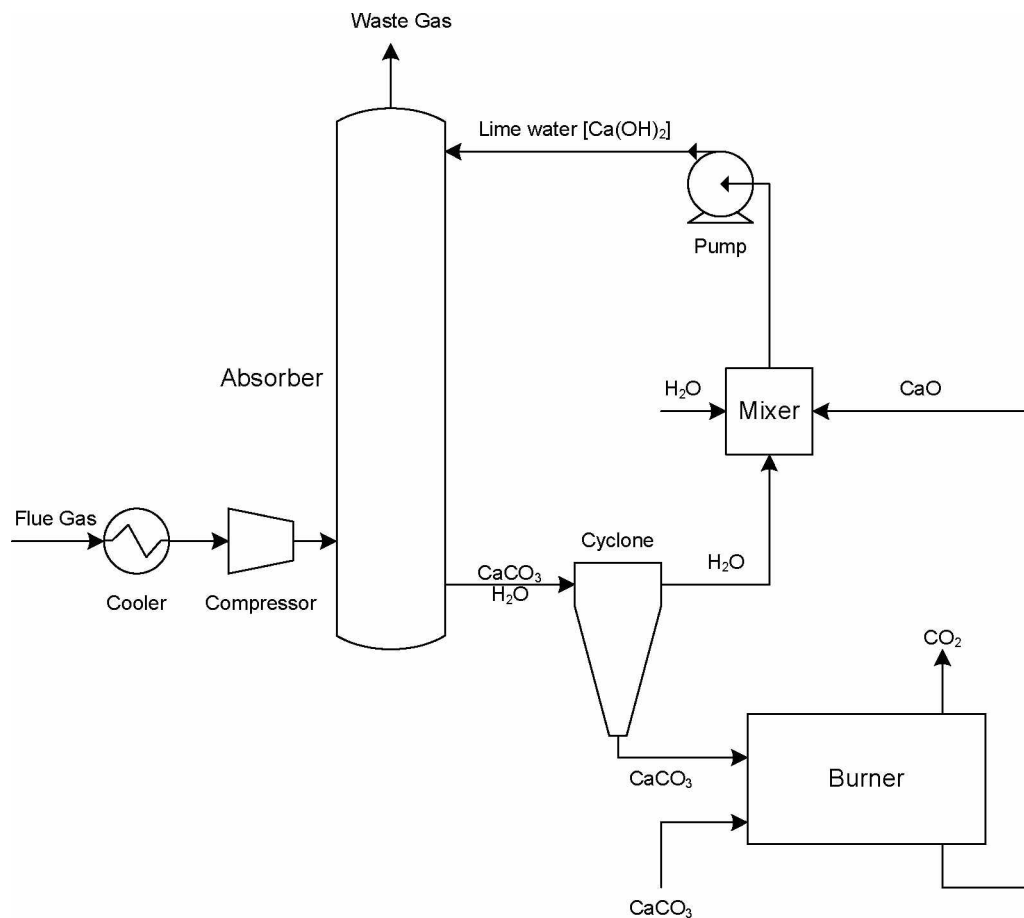 Waste Gas
Lime water [Ca(OH)₂]
Pump
Absorber
H₂O
Mixer
CaO
Flue Gas
Cooler
Compressor
CaCO₃
H₂O
Cyclone
H₂O
CO₂
Burner
CaCO₃
CaCO₃